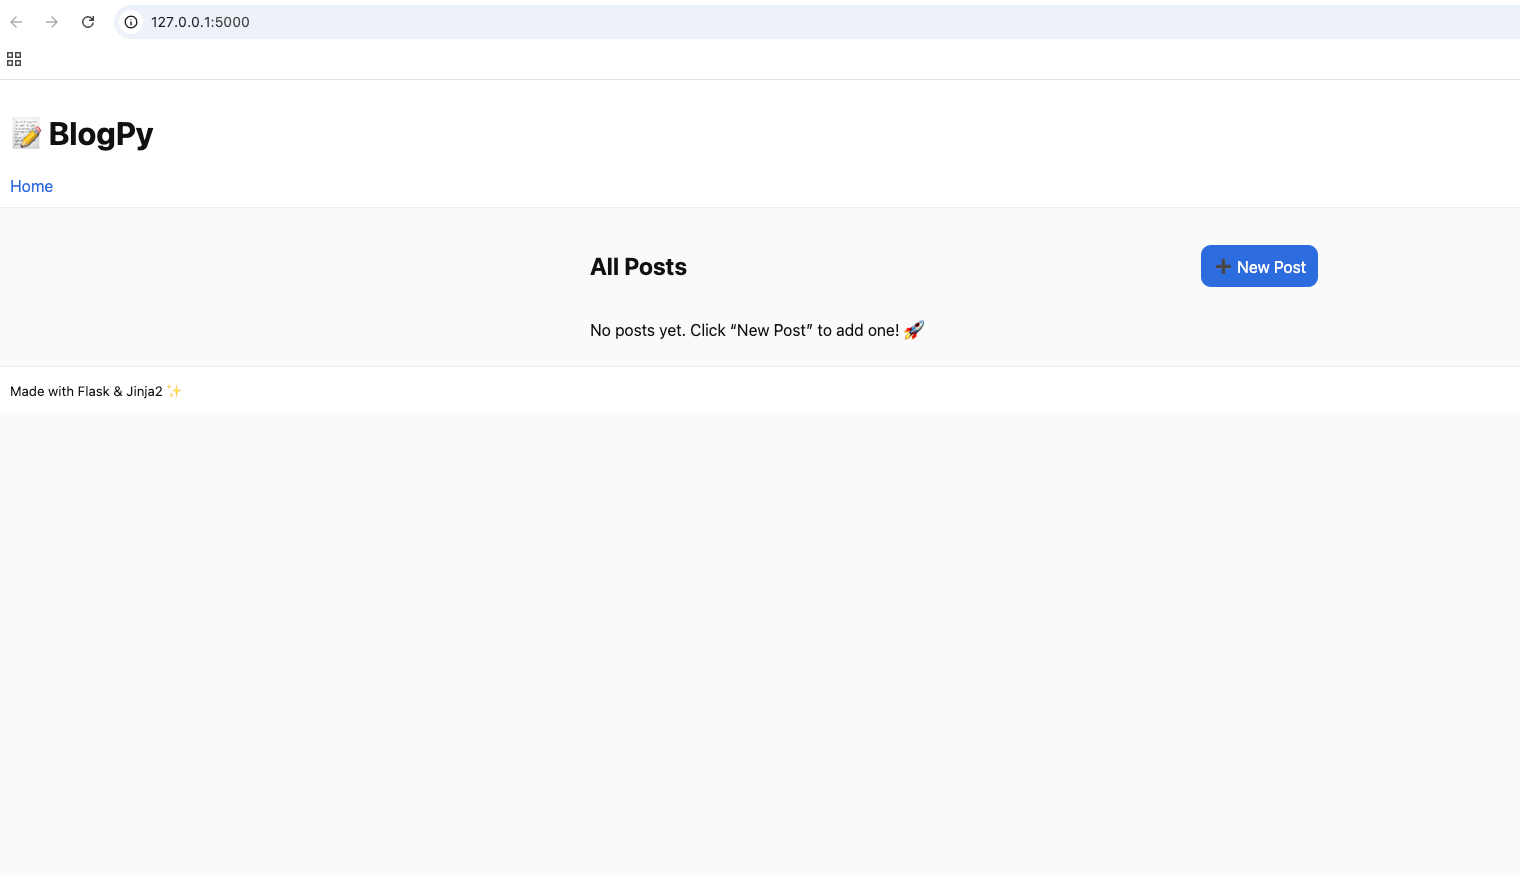 127.0.0.1:5000
📝 BlogPy
Home
All Posts
➕ New Post
No posts yet. Click “New Post” to add one! 🚀
Made with Flask & Jinja2 ✨